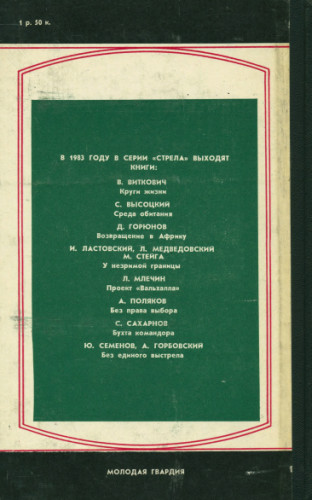 1 р. 50 к.
В 1983 ГОДУ В СЕРИИ «СТРЕЛА» ВЫХОДЯТ
КНИГИ:
В. ВИТКОВИЧ
Круги жизни
С. ВЫСОЦКИЙ
Среда обитания
Д. ГОРЮНОВ
Возвращение в Африку
И. ЛАСТОВСКИЙ, Л. МЕДВЕДОВСКИЙ
М. СТЕЙГА
У незримой границы
Л. МЛЕЧИН
Проект «Вальхалла»
А. ПОЛЯКОВ
Без права выбора
С. САХАРНОВ
Бухта командора
Ю. СЕМЕНОВ, А. ГОРБОВСКИЙ
Без единого выстрела
МОЛОДАЯ ГВАРДИЯ